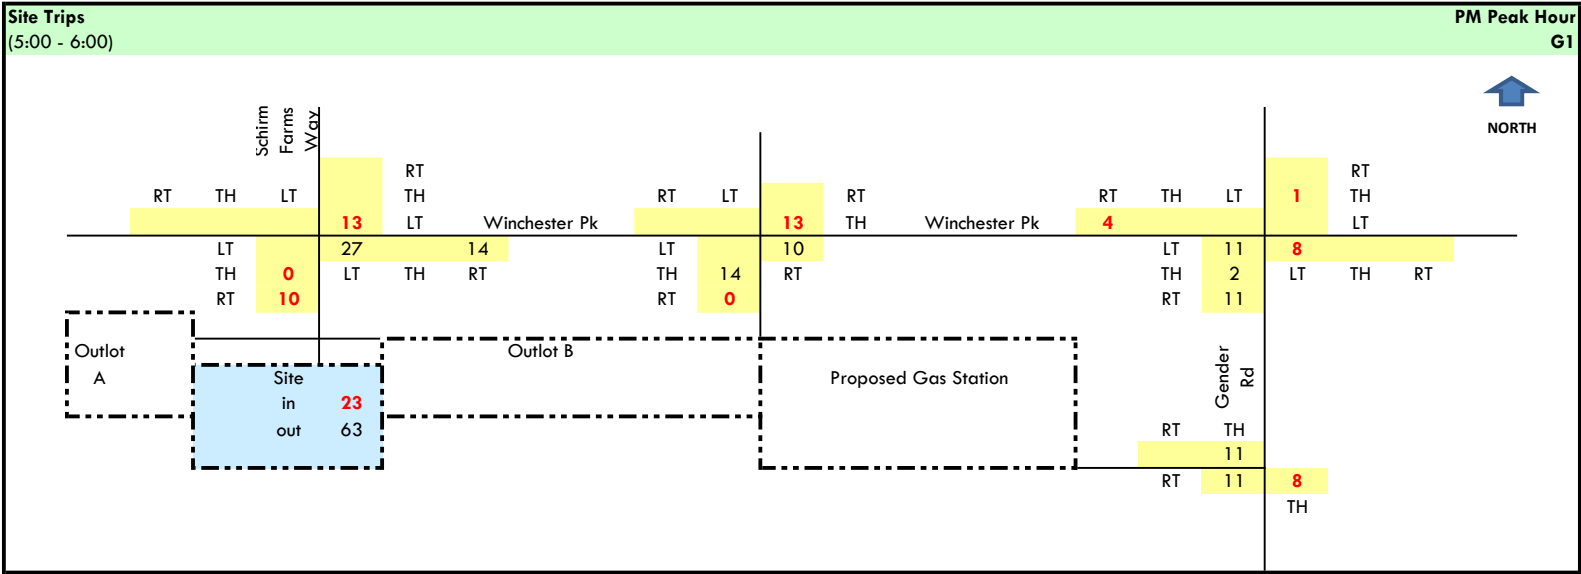 Site Trips PM Peak Hour
(5:00 - 6:00) G1
NORTH
Schirm
Farms
Way
RT RT
RT TH LT TH RT LT RT RT TH LT 1 TH
13 LT Winchester Pk 13 TH Winchester Pk 4 LT
LT 27 14 LT 10 LT 11 8
TH 0 LT TH RT TH 14 RT TH 2 LT TH RT
RT 10 RT 0 RT 11
Outlot
A
Outlot B
Gender
Rd
Site
in 23
out 63
Proposed Gas Station
RT TH
11
RT 11 8
TH